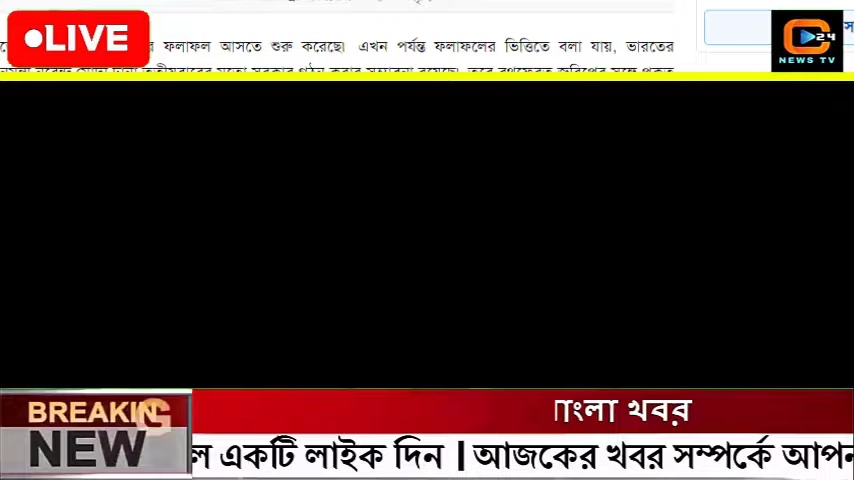 LIVE
ফলাফল আসতে শুরু করেছে। এখন পর্যন্ত ফলাফলের ভিত্তিতে বলা যায়, ভারতের
24
NEWS TV
BREAKING
NEW
বাংলা খবর
একটি লাইক দিন | আজকের খবর সম্পর্কে